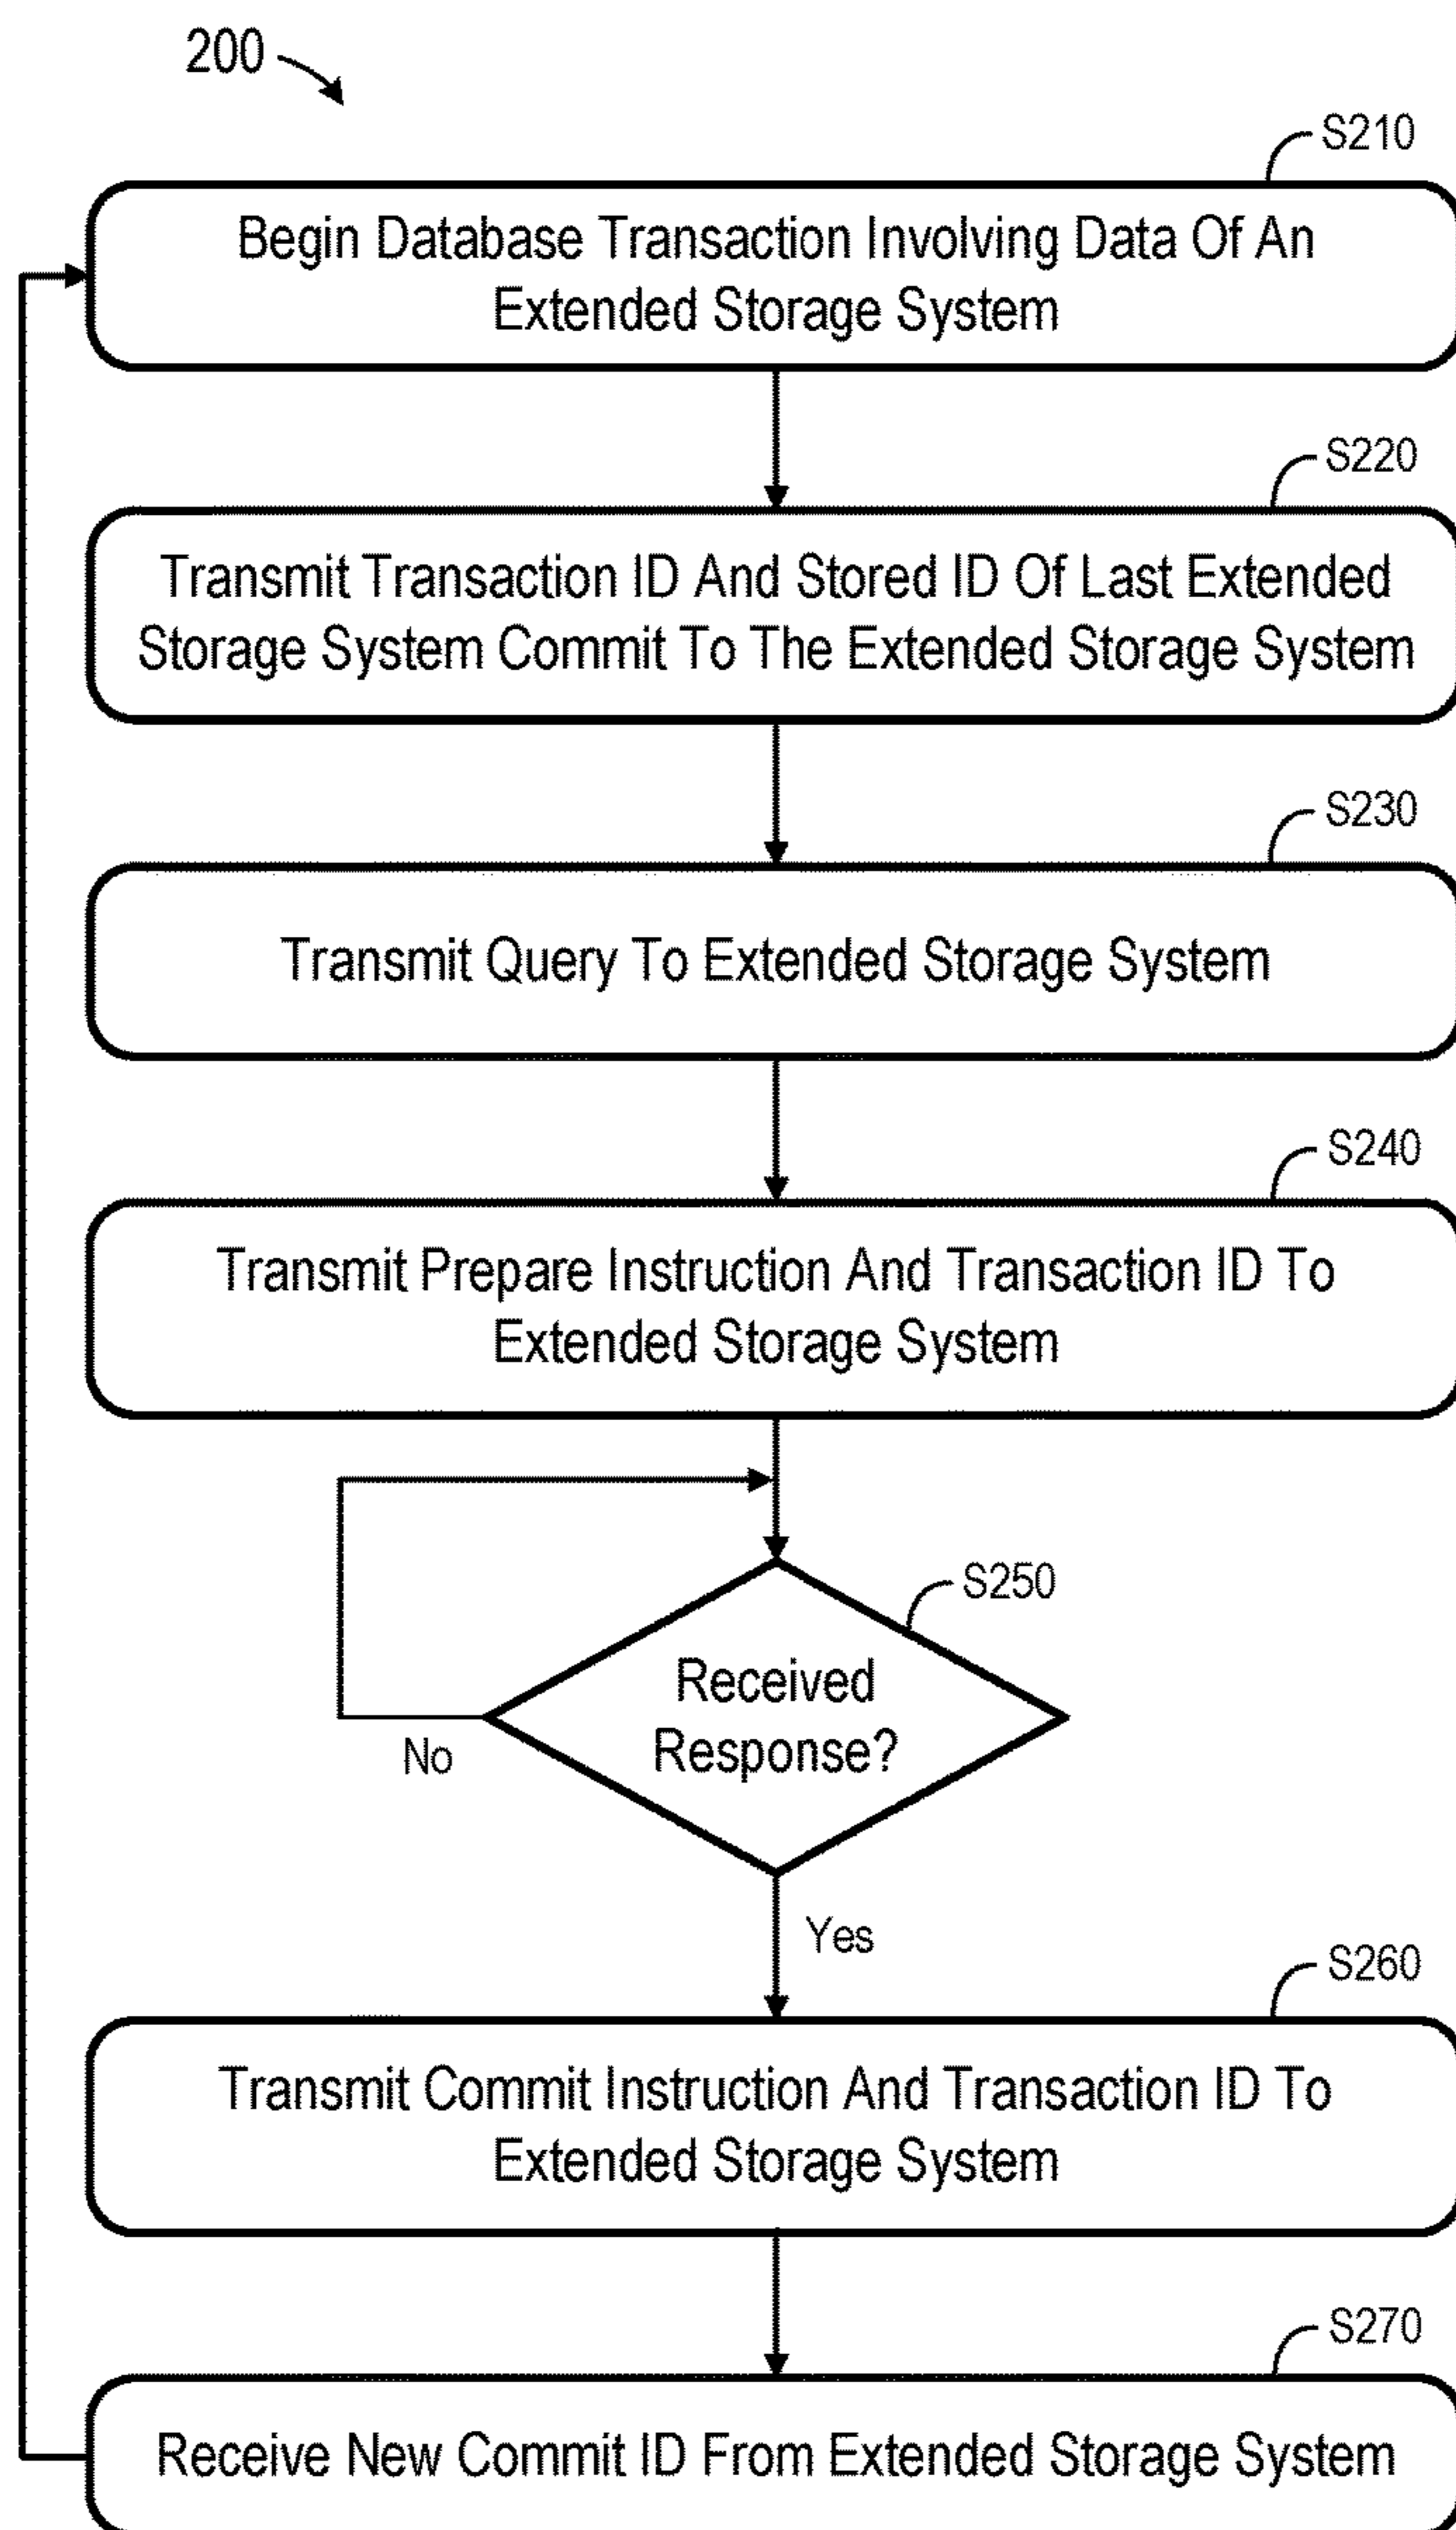 200
S210
Begin Database Transaction Involving Data Of An
Extended Storage System
S220
Transmit Transaction ID And Stored ID Of Last Extended
Storage System Commit To The Extended Storage System
S230
Transmit Query To Extended Storage System
S240
Transmit Prepare Instruction And Transaction ID To
Extended Storage System
S250
Received
Response?
No
Yes
S260
Transmit Commit Instruction And Transaction ID To
Extended Storage System
S270
Receive New Commit ID From Extended Storage System